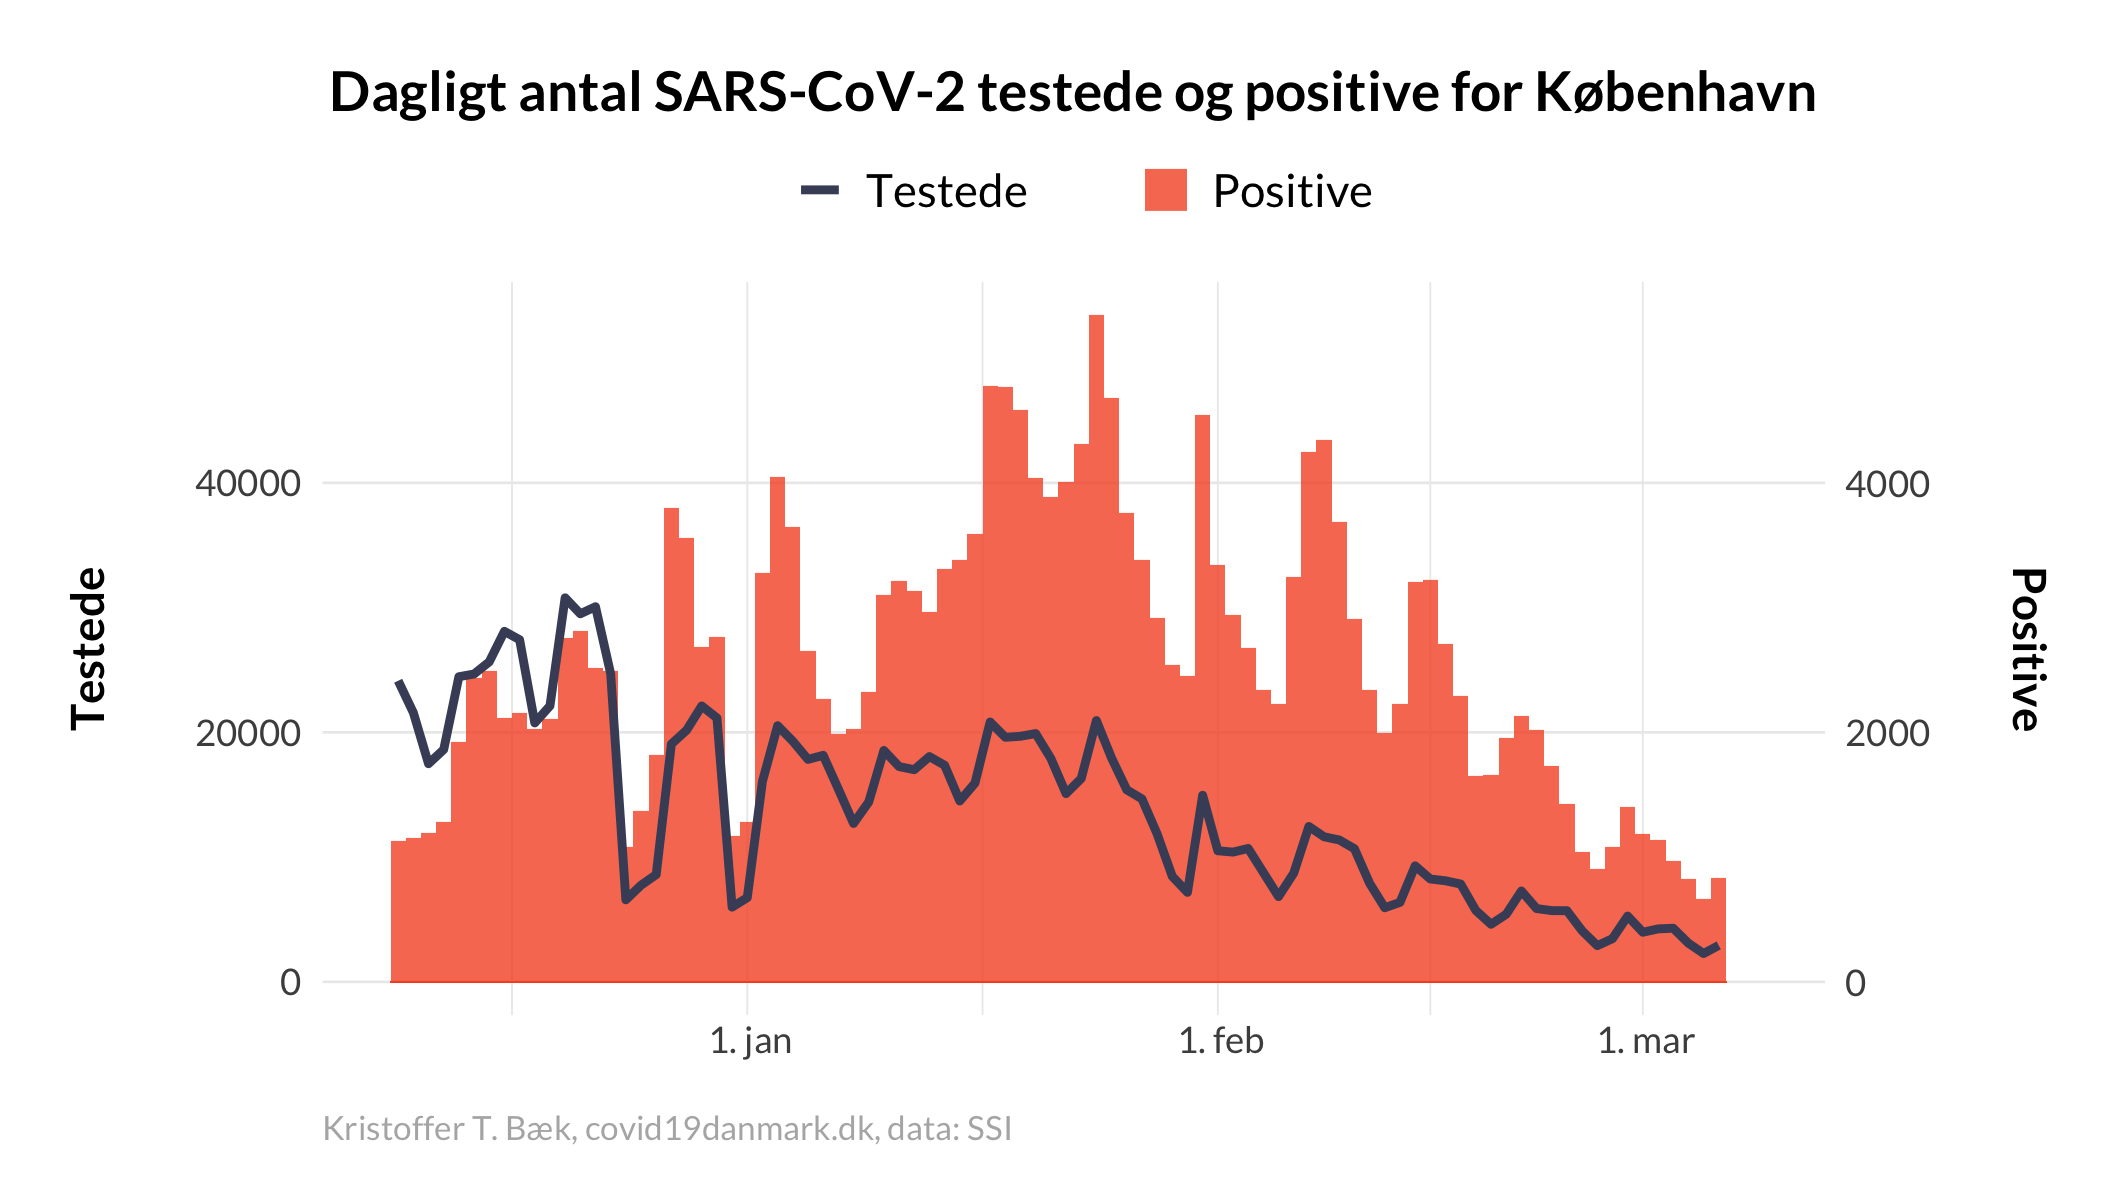 Dagligt antal SARS-CoV-2 testede og positive for København
Testede
Positive
40000
20000
0
4000
2000
0
Testede
Positive
1. jan
1. feb
1. mar
Kristoffer T. Bæk, covid19danmark.dk, data: SSI